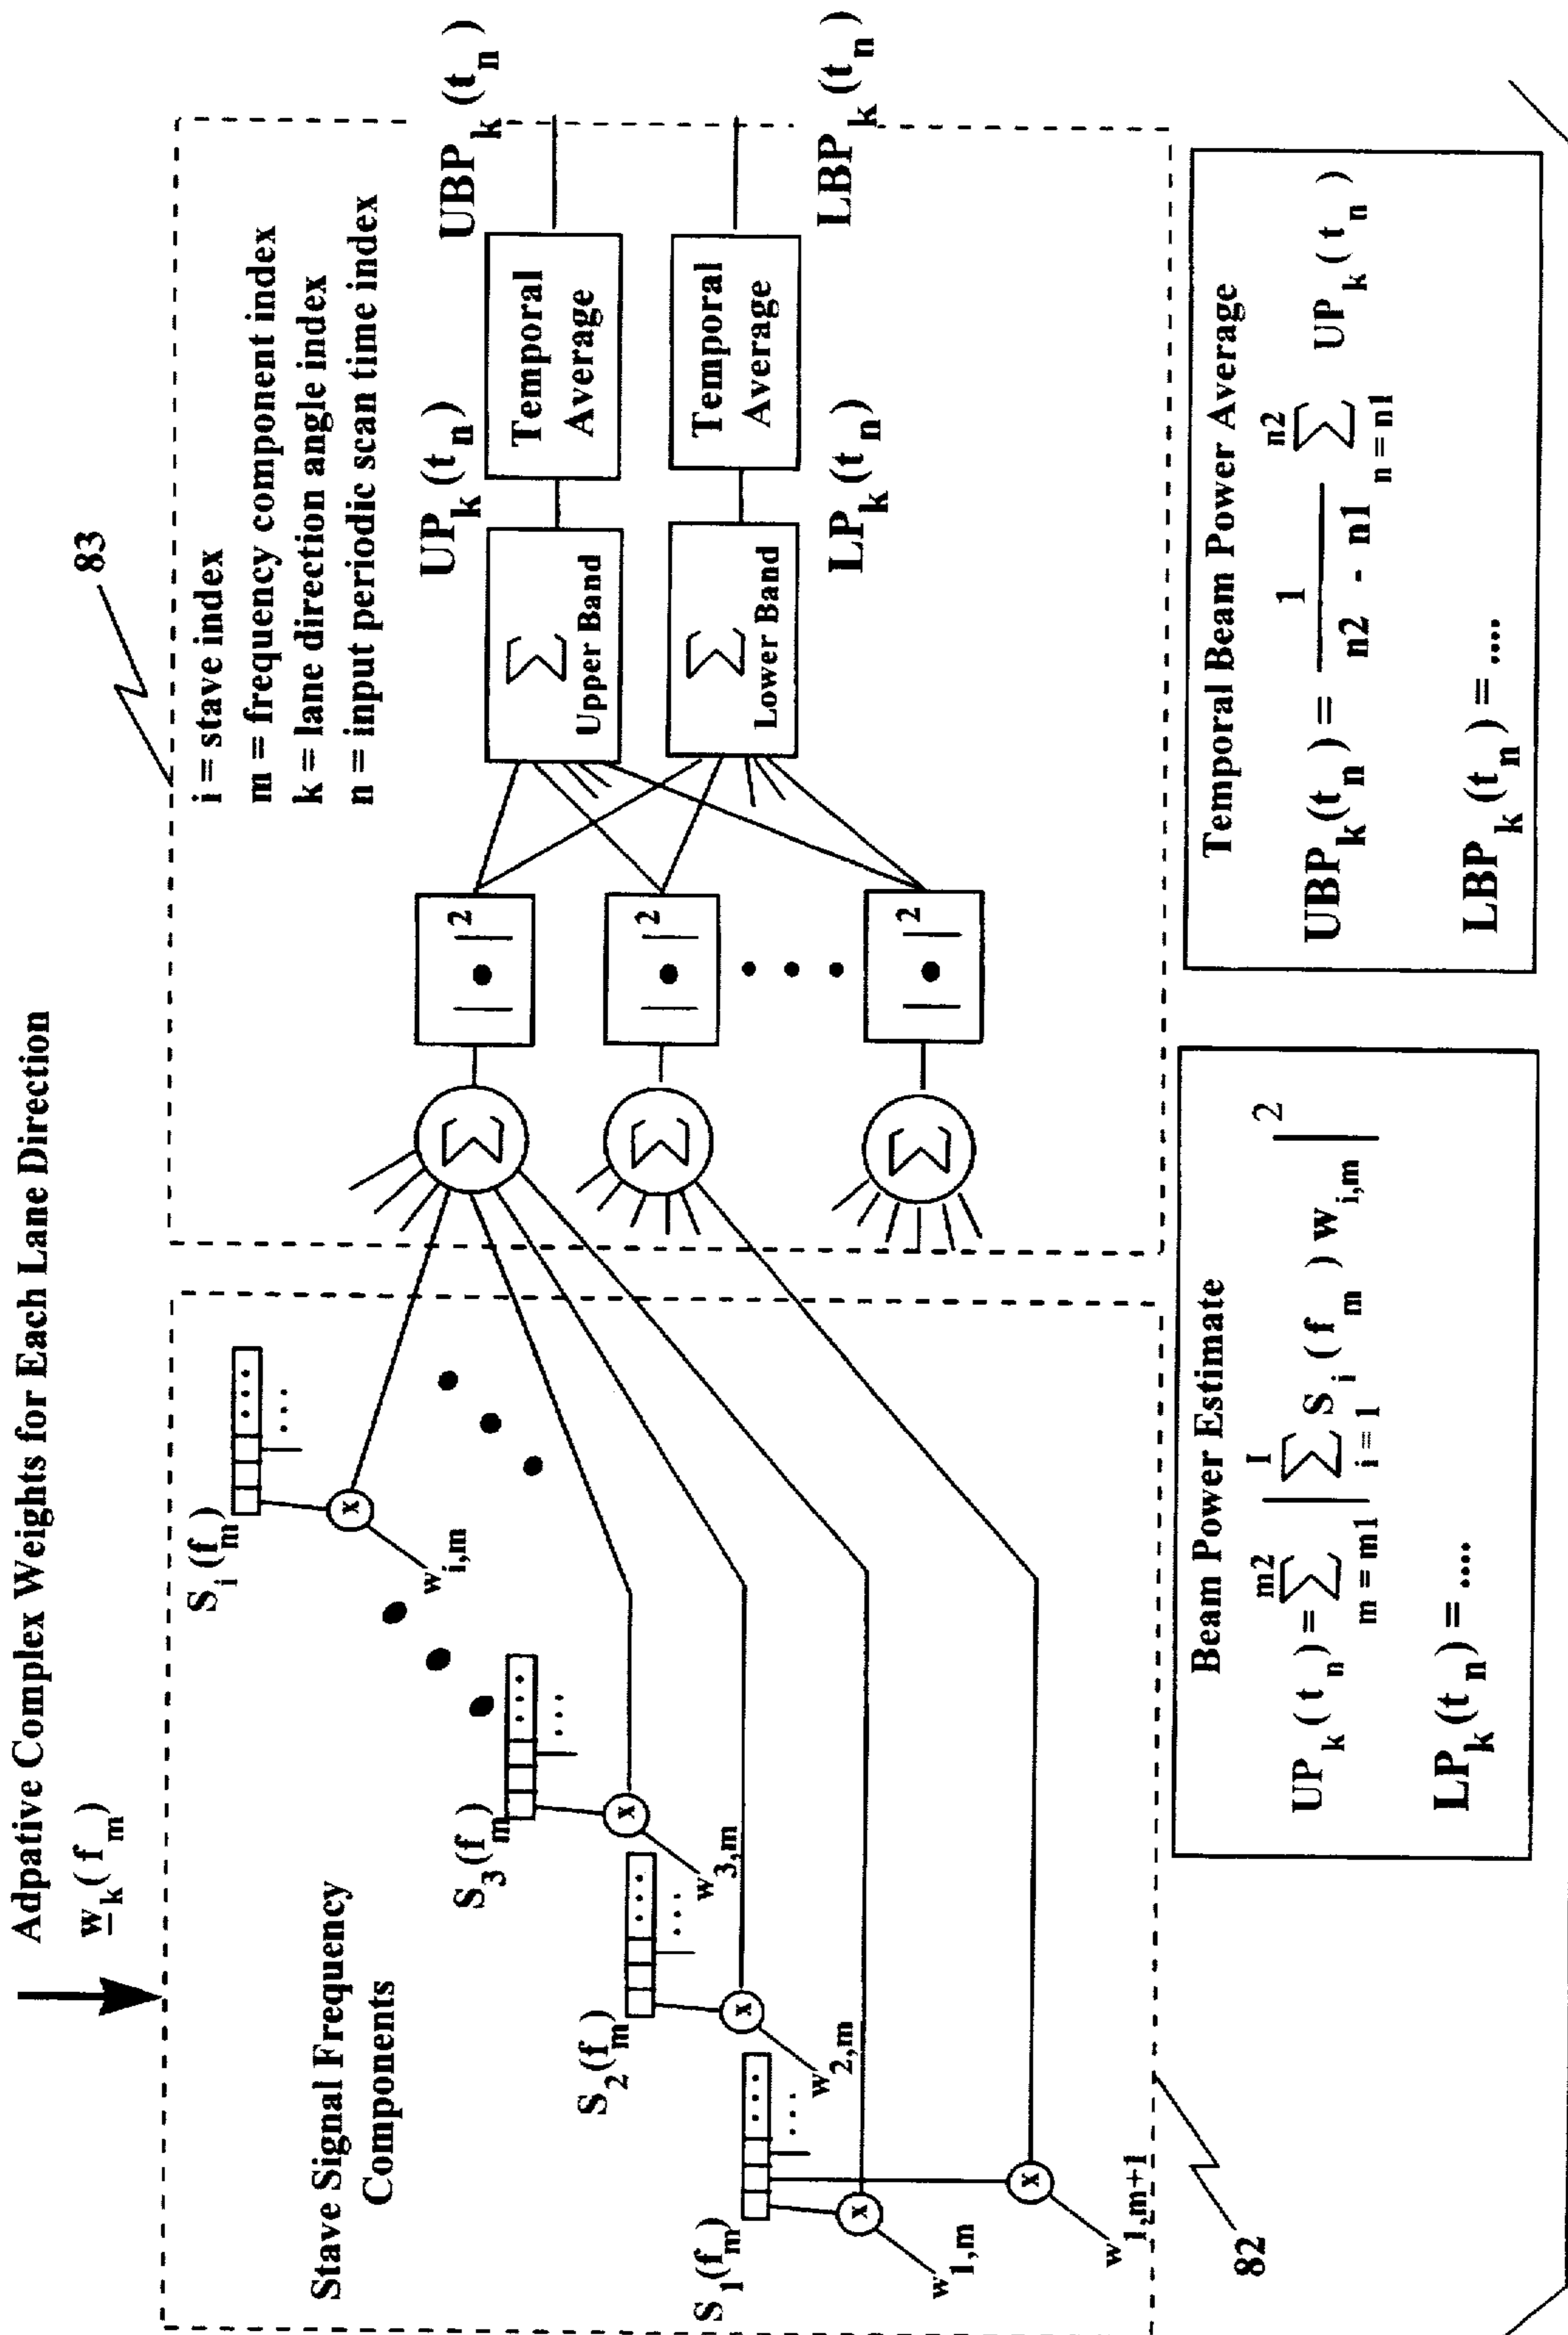 Adpative Complex Weights for Each Lane Direction
w_k(f_m)
83
i = stave index
m = frequency component index
k = lane direction angle index
n = input periodic scan time index
Stave Signal Frequency
Components
S_i(f_m)
w_i,m
S_3(f_m)
w_3,m
S_2(f_m)
w_2,m
S_1(f_m)
w_1,m
w_1,m+1
82
x
x
x
x
x
Σ
Σ
Σ
|•|²
|•|²
|•|²
Σ
Upper Band
Σ
Lower Band
UP_k(t_n)
LP_k(t_n)
Temporal
Average
Temporal
Average
UBP_k(t_n)
LBP_k(t_n)
Beam Power Estimate
UP_k(t_n) = Σ_{m = m1}^{m2} | Σ_{i = 1}^{I} S_i(f_m) w_i,m |²
LP_k(t_n) = ....
Temporal Beam Power Average
UBP_k(t_n) = 1 / (n2 - n1) Σ_{n = n1}^{n2} UP_k(t_n)
LBP_k(t_n) = ....